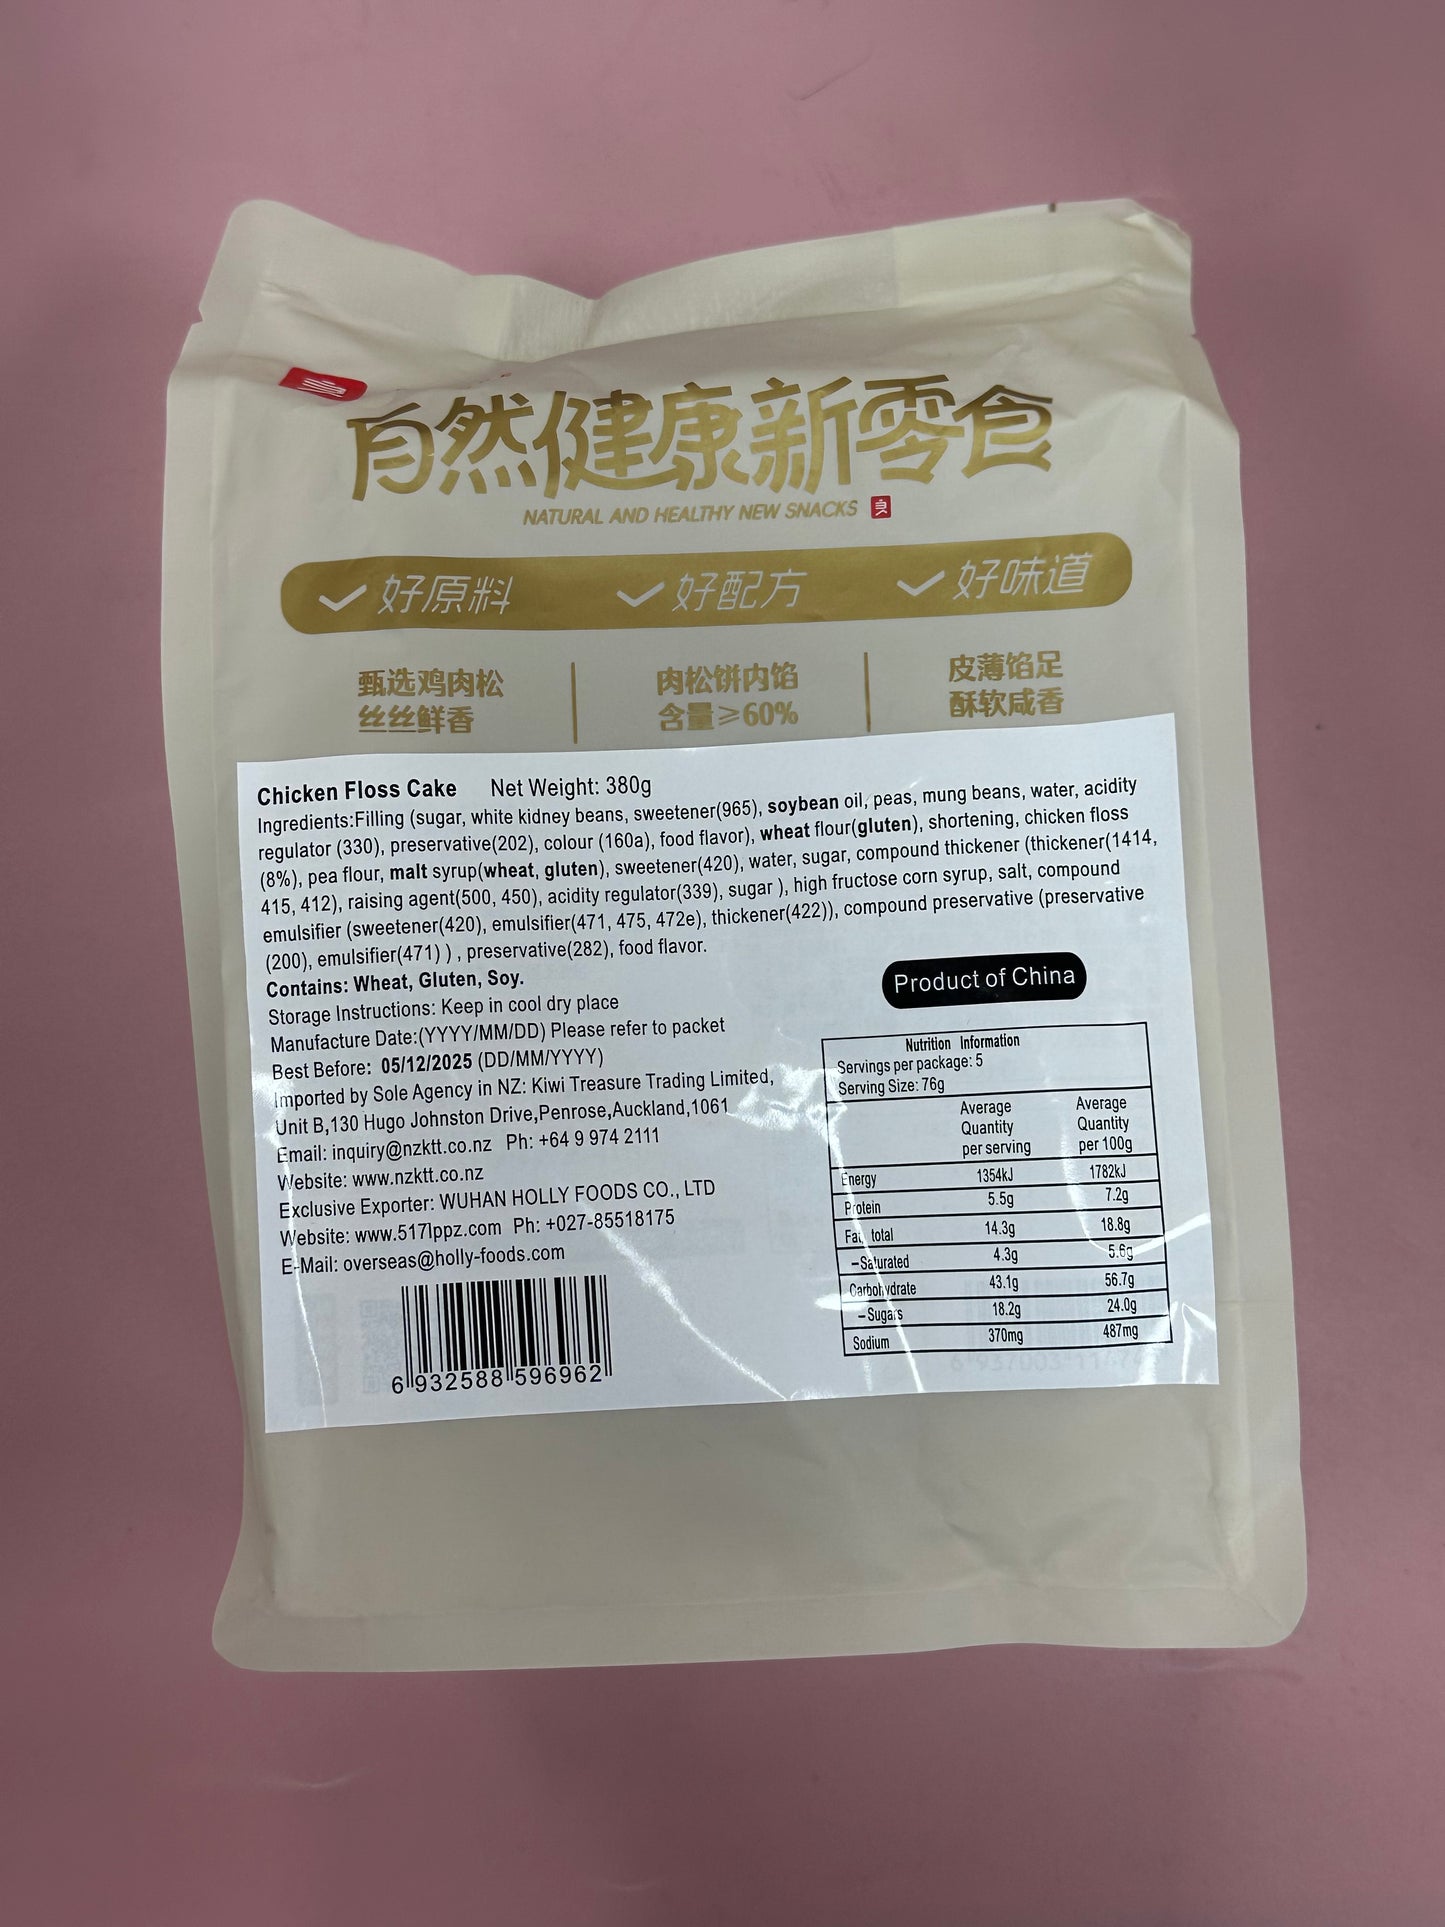 自然健康新零食
NATURAL AND HEALTHY NEW SNACKS 良
好原料 好配方 好味道
甄选鸡肉松 肉松饼内馅 皮薄馅足
丝丝鲜香 含量≥60% 酥软咸香
Chicken Floss Cake Net Weight: 380g
Ingredients:Filling (sugar, white kidney beans, sweetener(965), soybean oil, peas, mung beans, water, acidity
regulator (330), preservative(202), colour (160a), food flavor), wheat flour(gluten), shortening, chicken floss
(8%), pea flour, malt syrup(wheat, gluten), sweetener(420), water, sugar, compound thickener (thickener(1414,
415, 412), raising agent(500, 450), acidity regulator(339), sugar ), high fructose corn syrup, salt, compound
emulsifier (sweetener(420), emulsifier(471, 475, 472e), thickener(422)), compound preservative (preservative
(200), emulsifier(471) ) , preservative(282), food flavor.
Contains: Wheat, Gluten, Soy.
Storage Instructions: Keep in cool dry place
Manufacture Date:(YYYY/MM/DD) Please refer to packet
Best Before: 05/12/2025 (DD/MM/YYYY)
Imported by Sole Agency in NZ: Kiwi Treasure Trading Limited,
Unit B,130 Hugo Johnston Drive,Penrose,Auckland,1061
Email: inquiry@nzktt.co.nz Ph: +64 9 974 2111
Website: www.nzktt.co.nz
Exclusive Exporter: WUHAN HOLLY FOODS CO., LTD
Website: www.517lppz.com Ph: +027-85518175
E-Mail: overseas@holly-foods.com
6 932588 596962
Product of China
Nutrition Information
Servings per package: 5
Serving Size: 76g
Average Average
Quantity Quantity
per serving per 100g
Energy 1354kJ 1782kJ
Protein 5.5g 7.2g
Fat, total 14.3g 18.8g
–Saturated 4.3g 5.6g
Carbohydrate 43.1g 56.7g
–Sugars 18.2g 24.0g
Sodium 370mg 487mg